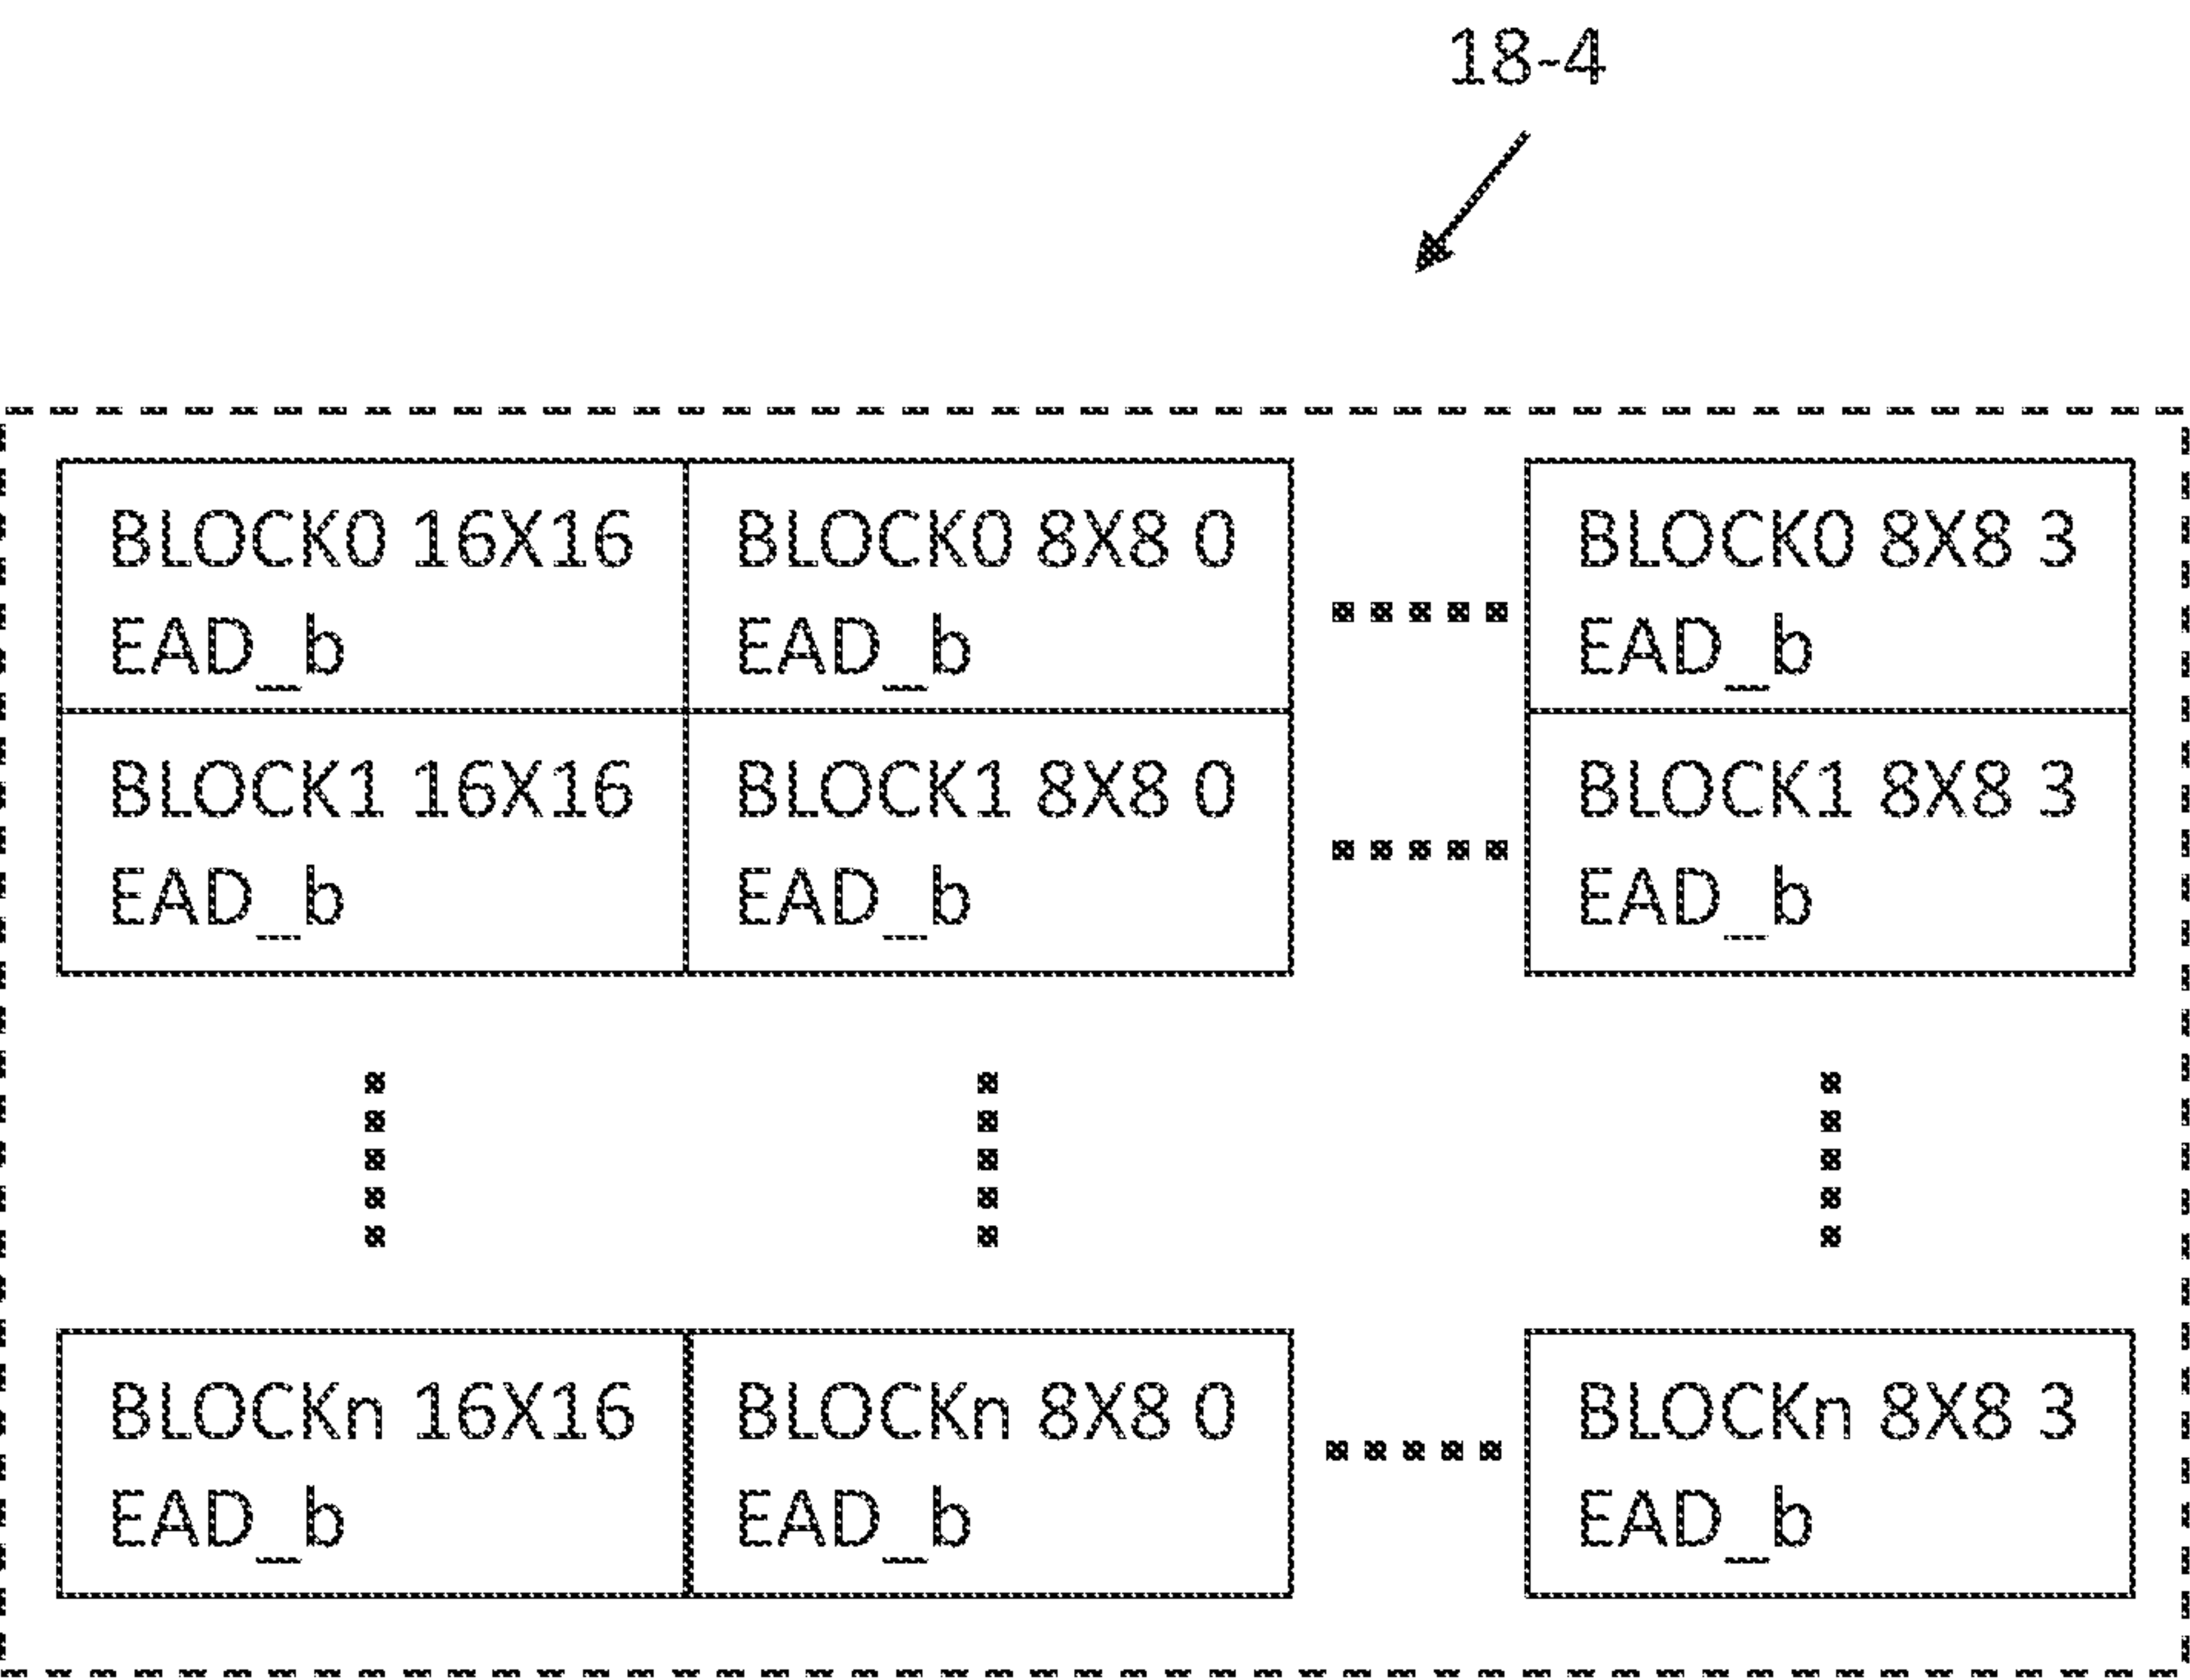 18-4
BLOCK0 16X16
EAD_b
BLOCK0 8X8 0
EAD_b
BLOCK0 8X8 3
EAD_b
BLOCK1 16X16
EAD_b
BLOCK1 8X8 0
EAD_b
BLOCK1 8X8 3
EAD_b
BLOCKn 16X16
EAD_b
BLOCKn 8X8 0
EAD_b
BLOCKn 8X8 3
EAD_b